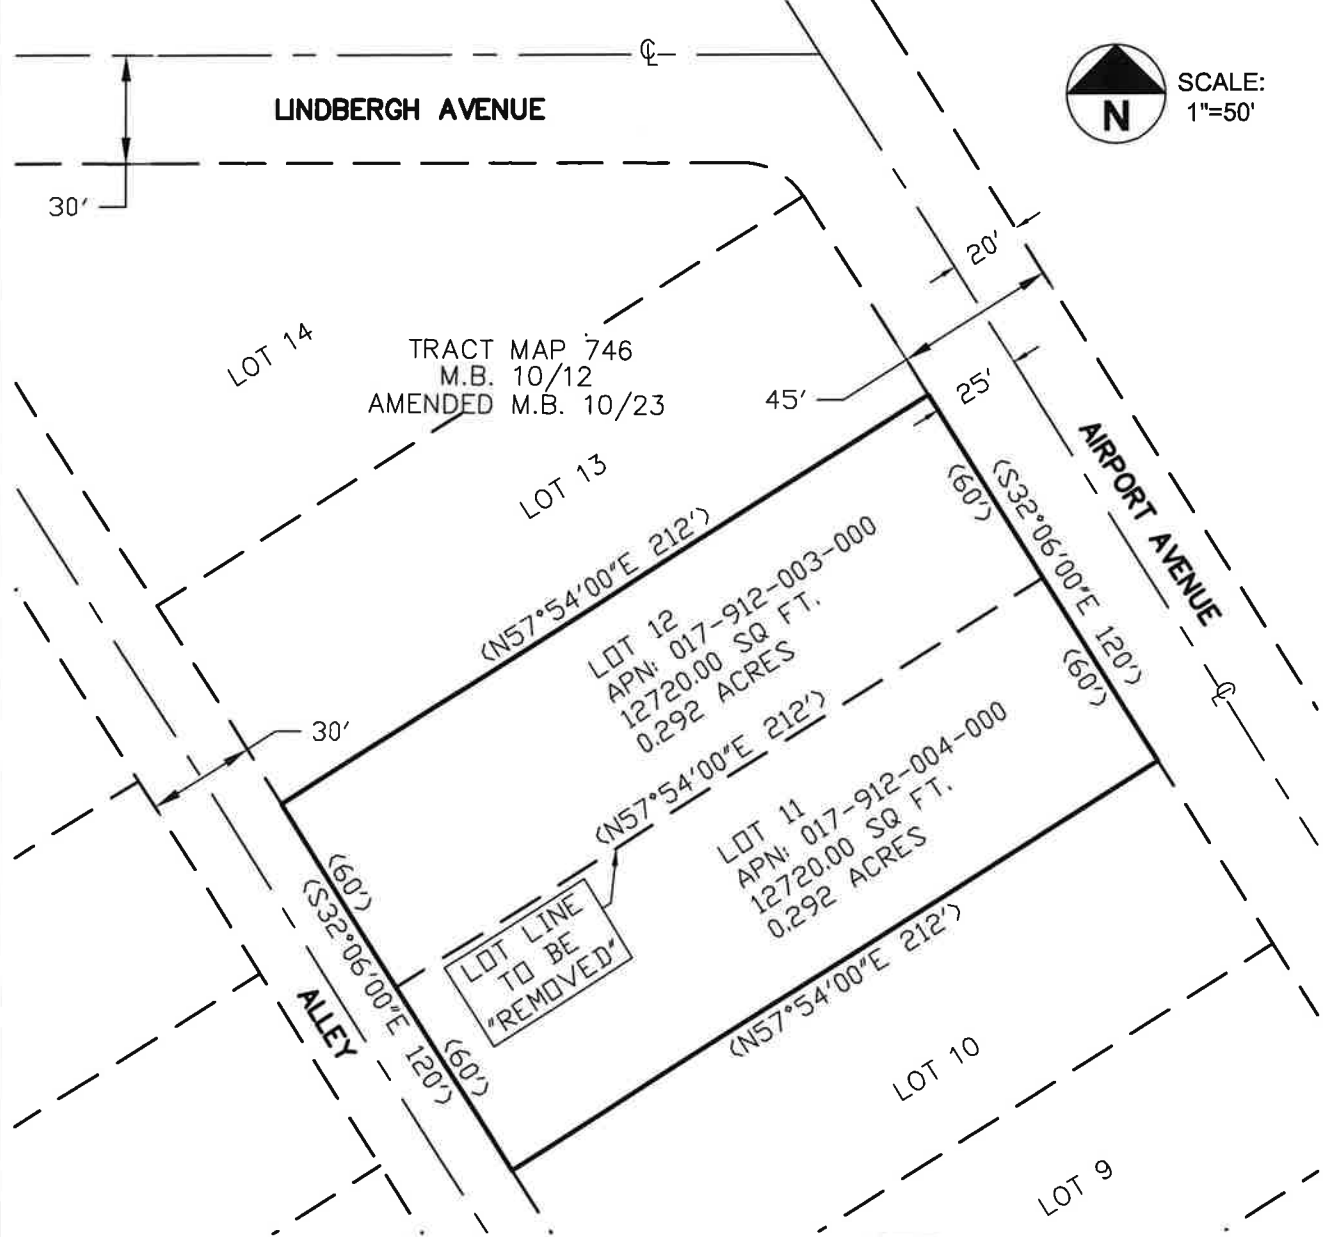 ℄
LINDBERGH AVENUE
30'
N
SCALE:
1"=50'
20'
LOT 14
TRACT MAP 746
M.B. 10/12
AMENDED M.B. 10/23
45'
25'
AIRPORT AVENUE
LOT 13
(N57°54'00"E 212')
(60')
(S32°06'00"E 120')
(60')
LOT 12
APN: 017-912-003-000
12720.00 SQ FT.
0.292 ACRES
℄
30'
(N57°54'00"E 212')
LOT 11
APN: 017-912-004-000
12720.00 SQ FT.
0.292 ACRES
LOT LINE
TO BE
"REMOVED"
(60')
(S32°06'00"E 120')
(60')
ALLEY
(N57°54'00"E 212')
LOT 10
LOT 9